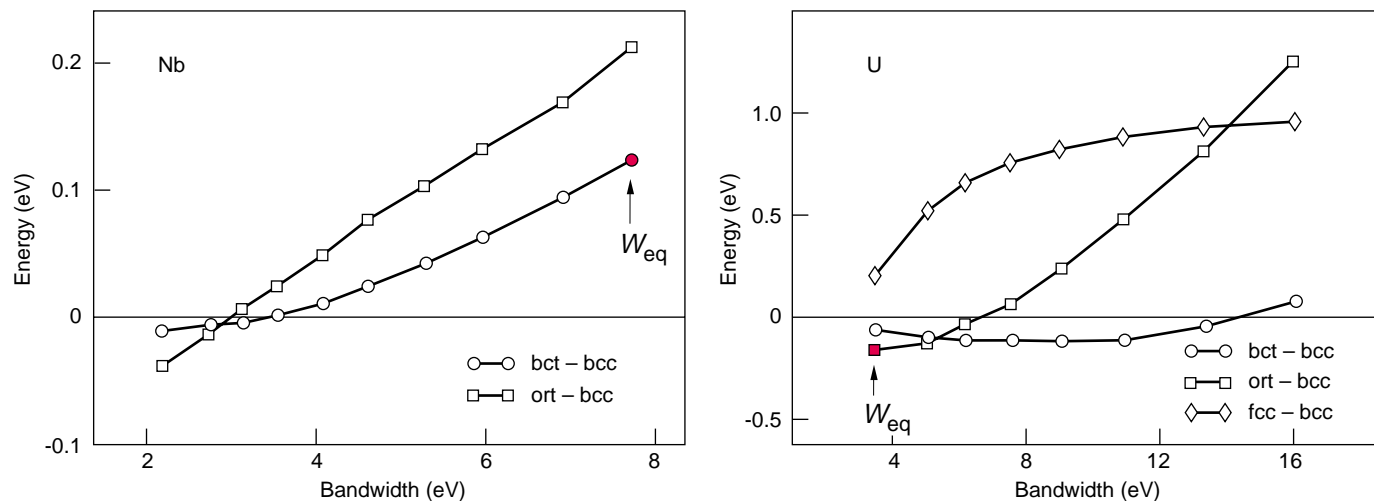 Nb
Energy (eV)
0.2
0.1
0
-0.1
W_eq
bct – bcc
ort – bcc
2
4
6
8
Bandwidth (eV)
U
Energy (eV)
1.0
0.5
0
-0.5
W_eq
bct – bcc
ort – bcc
fcc – bcc
4
8
12
16
Bandwidth (eV)